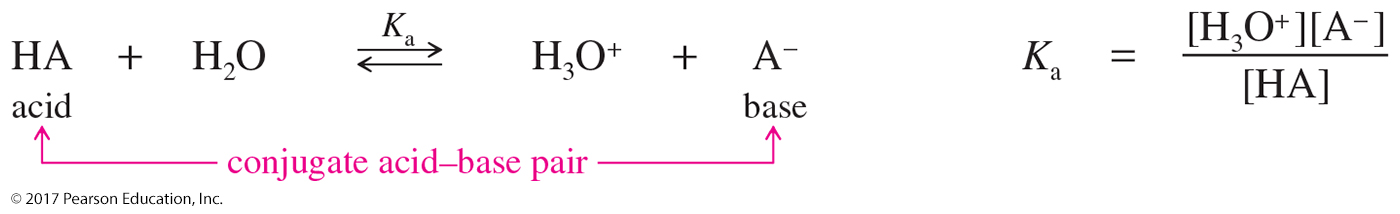 HA + H₂O Kₐ ⇌ H₃O⁺ + A⁻ Kₐ = [H₃O⁺][A⁻] / [HA]
acid base
conjugate acid–base pair
© 2017 Pearson Education, Inc.